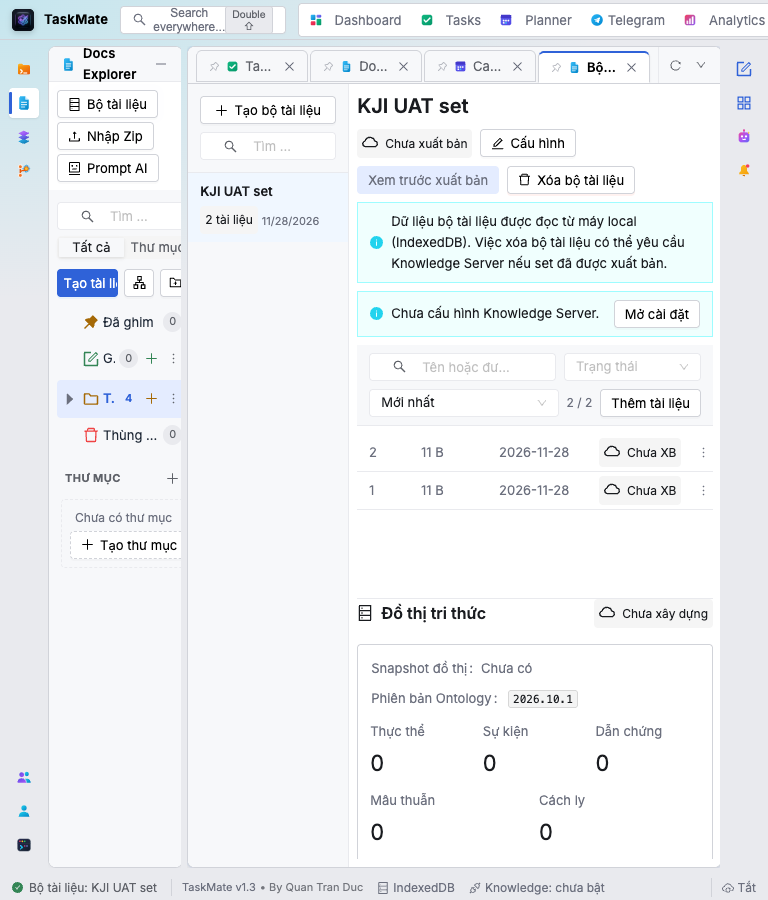 TaskMate
Search everywhere...
Double ⇧
Dashboard
Tasks
Planner
Telegram
Analytics
Docs Explorer
Bộ tài liệu
Nhập Zip
Prompt AI
Tìm ...
Tất cả
Thư mục
Tạo tài li
Đã ghim
0
G.
0
T.
4
Thùng ...
0
THƯ MỤC
Chưa có thư mục
Tạo thư mục
Ta...
Do...
Ca...
Bộ...
Tạo bộ tài liệu
Tìm ...
KJI UAT set
2 tài liệu
11/28/2026
KJI UAT set
Chưa xuất bản
Cấu hình
Xem trước xuất bản
Xóa bộ tài liệu
Dữ liệu bộ tài liệu được đọc từ máy local
(IndexedDB). Việc xóa bộ tài liệu có thể yêu cầu
Knowledge Server nếu set đã được xuất bản.
Chưa cấu hình Knowledge Server.
Mở cài đặt
Tên hoặc đư...
Trạng thái
Mới nhất
2 / 2
Thêm tài liệu
2 11 B 2026-11-28 Chưa XB
1 11 B 2026-11-28 Chưa XB
Đồ thị tri thức
Chưa xây dựng
Snapshot đồ thị: Chưa có
Phiên bản Ontology: 2026.10.1
Thực thể Sự kiện Dẫn chứng
0 0 0
Mâu thuẫn Cách ly
0 0
Bộ tài liệu: KJI UAT set
TaskMate v1.3 • By Quan Tran Duc
IndexedDB
Knowledge: chưa bật
Tắt